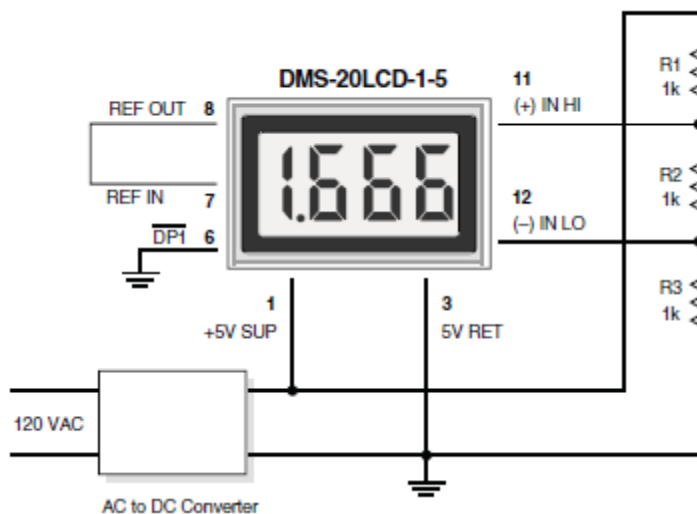 DMS-20LCD-1-5
REF OUT 8
11
(+) IN HI
R1
1k
1.666
REF IN 7
R2
1k
DP1 6
12
(–) IN LO
R3
1k
1
+5V SUP
3
5V RET
120 VAC
AC to DC Converter